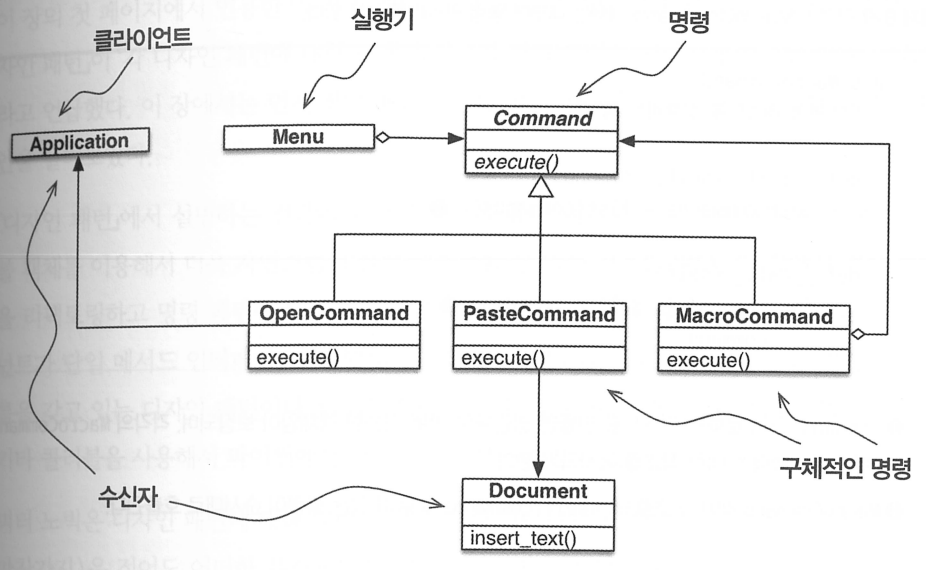 클라이언트
실행기
명령
Application
Menu
Command
execute()
OpenCommand
execute()
PasteCommand
execute()
MacroCommand
execute()
구체적인 명령
수신자
Document
insert_text()